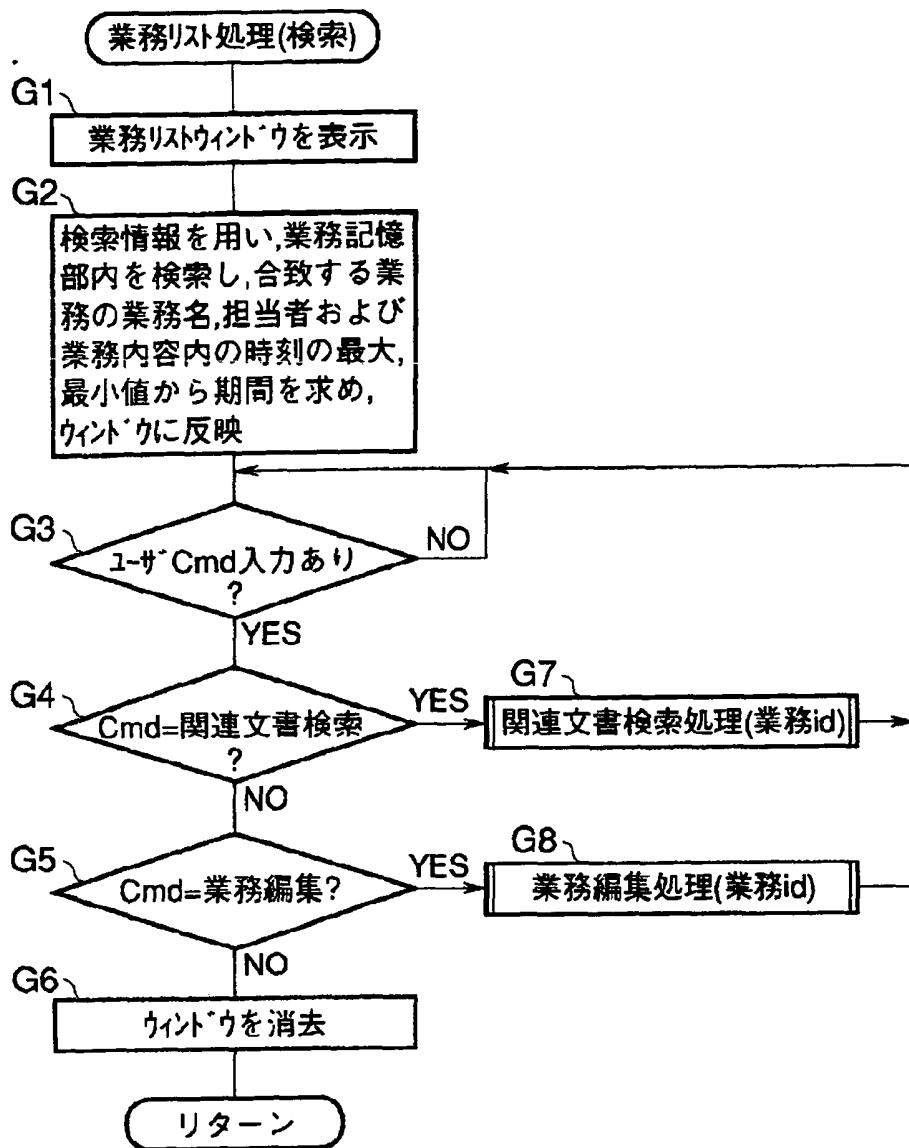 業務ﾘｽﾄ処理(検索)
G1
業務ﾘｽﾄｳｨﾝﾄﾞｳを表示
G2
検索情報を用い,業務記憶
部内を検索し,合致する業
務の業務名,担当者および
業務内容内の時刻の最大,
最小値から期間を求め,
ｳｨﾝﾄﾞｳに反映
G3
ﾕｰｻﾞCmd入力あり
?
NO
YES
G4
Cmd=関連文書検索
?
YES
G7
関連文書検索処理(業務id)
NO
G5
Cmd=業務編集?
YES
G8
業務編集処理(業務id)
NO
G6
ｳｨﾝﾄﾞｳを消去
リターン